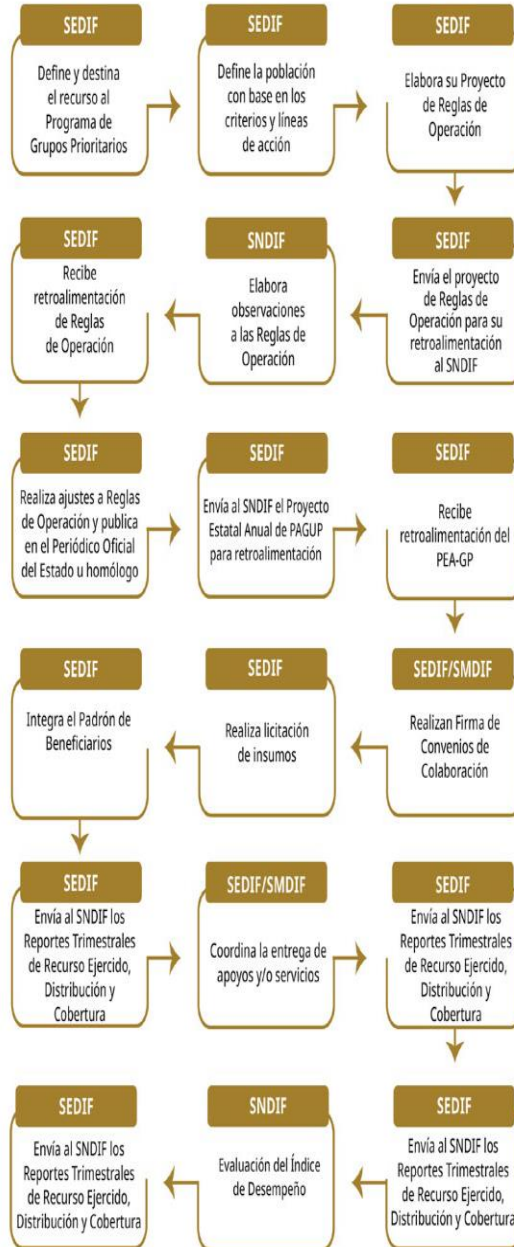 SEDIF
Define y destina
el recurso al
Programa de
Grupos Prioritarios
SEDIF
Define la población
con base en los
criterios y líneas
de acción
SEDIF
Elabora su Proyecto
de Reglas de
Operación
SEDIF
Envía el proyecto
de Reglas de
Operación para su
retroalimentación
al SNDIF
SNDIF
Elabora
observaciones
a las Reglas de
Operación
SEDIF
Recibe
retroalimentación
de Reglas
de Operación
SEDIF
Realiza ajustes a Reglas
de Operación y publica
en el Periódico Oficial
del Estado u homólogo
SEDIF
Envía al SNDIF el Proyecto
Estatal Anual de PAGUP
para retroalimentación
SEDIF
Recibe
retroalimentación del
PEA-GP
SEDIF/SMDIF
Realizan Firma de
Convenios de
Colaboración
SEDIF
Realiza licitación
de insumos
SEDIF
Integra el Padrón de
Beneficiarios
SEDIF
Envía al SNDIF los
Reportes Trimestrales
de Recurso Ejercido,
Distribución y
Cobertura
SEDIF/SMDIF
Coordina la entrega de
apoyos y/o servicios
SEDIF
Envía al SNDIF los
Reportes Trimestrales
de Recurso Ejercido,
Distribución y
Cobertura
SEDIF
Envía al SNDIF los
Reportes Trimestrales
de Recurso Ejercido,
Distribución y Cobertura
SNDIF
Evaluación del Índice
de Desempeño
SEDIF
Envía al SNDIF los
Reportes Trimestrales
de Recurso Ejercido,
Distribución y Cobertura